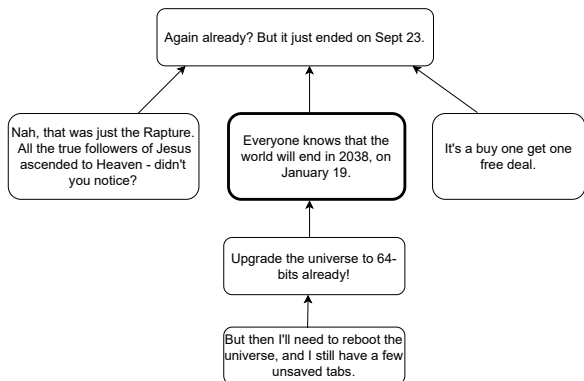 Again already? But it just ended on Sept 23.
Nah, that was just the Rapture.
All the true followers of Jesus
ascended to Heaven - didn't
you notice?
Everyone knows that the
world will end in 2038, on
January 19.
It's a buy one get one
free deal.
Upgrade the universe to 64-
bits already!
But then I'll need to reboot the
universe, and I still have a few
unsaved tabs.